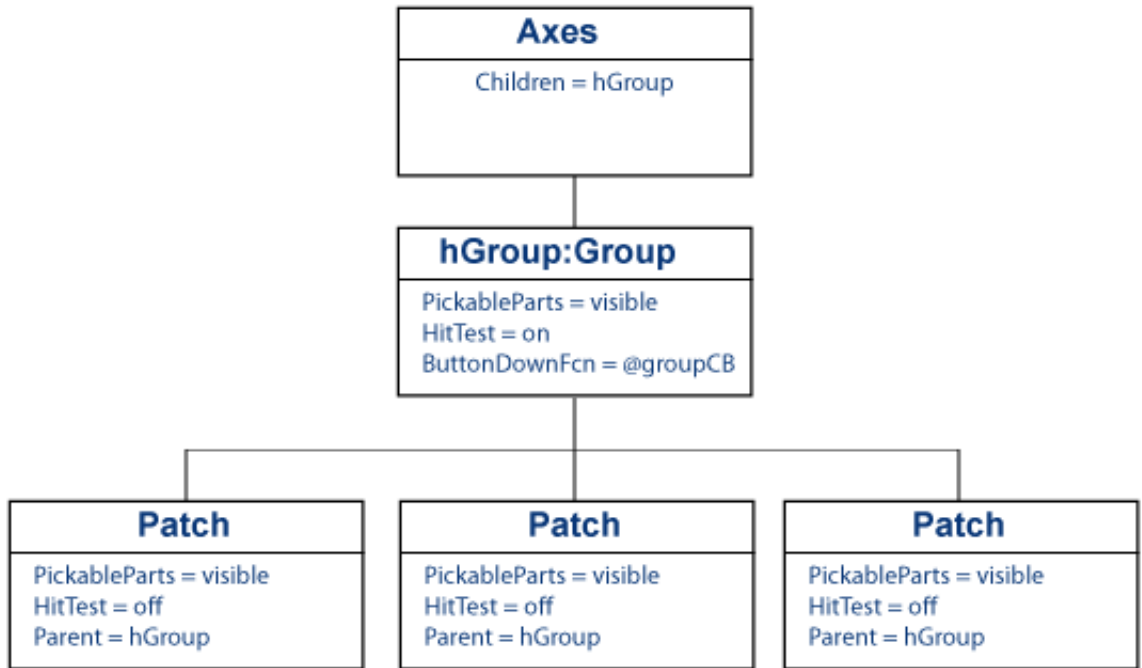 Axes
Children = hGroup
hGroup:Group
PickableParts = visible
HitTest = on
ButtonDownFcn = @groupCB
Patch
PickableParts = visible
HitTest = off
Parent = hGroup
Patch
PickableParts = visible
HitTest = off
Parent = hGroup
Patch
PickableParts = visible
HitTest = off
Parent = hGroup